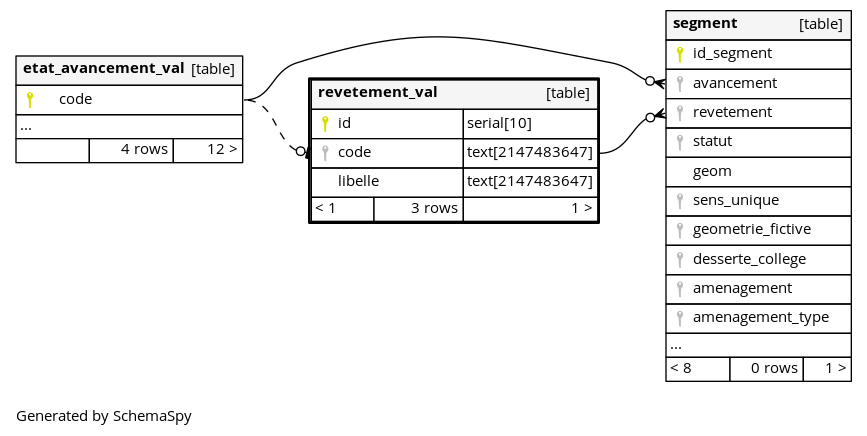 etat_avancement_val [table]
code
...
4 rows 12 >
revetement_val [table]
id serial[10]
code text[2147483647]
libelle text[2147483647]
< 1 3 rows 1 >
segment [table]
id_segment
avancement
revetement
statut
geom
sens_unique
geometrie_fictive
desserte_college
amenagement
amenagement_type
...
< 8 0 rows 1 >
Generated by SchemaSpy